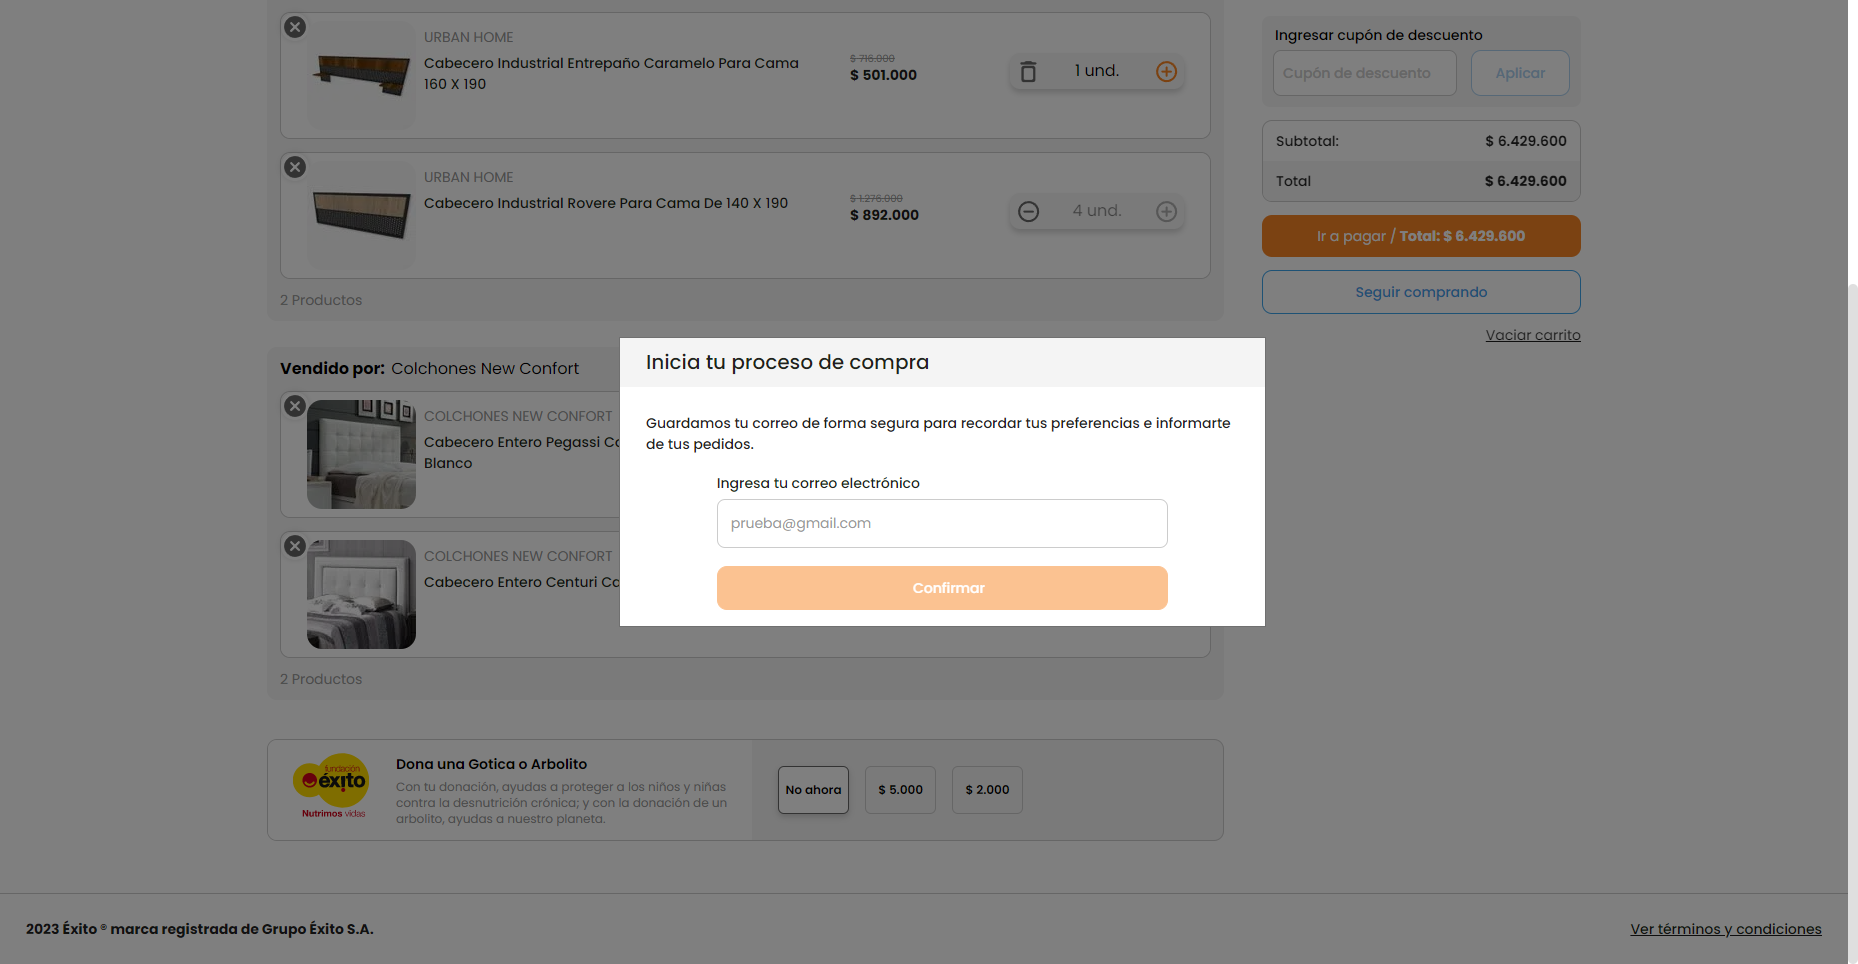 URBAN HOME
Cabecero Industrial Entrepaño Caramelo Para Cama
160 X 190
$ 716.000
$ 501.000
1 und.
URBAN HOME
Cabecero Industrial Rovere Para Cama De 140 X 190
$ 1.276.000
$ 892.000
4 und.
2 Productos
Ingresar cupón de descuento
Cupón de descuento
Aplicar
Subtotal:
$ 6.429.600
Total
$ 6.429.600
Ir a pagar / Total: $ 6.429.600
Seguir comprando
Vaciar carrito
Vendido por: Colchones New Confort
COLCHONES NEW CONFORT
Cabecero Entero Pegassi
Blanco
COLCHONES NEW CONFORT
Cabecero Entero Centuri
2 Productos
Inicia tu proceso de compra
Guardamos tu correo de forma segura para recordar tus preferencias e informarte
de tus pedidos.
Ingresa tu correo electrónico
prueba@gmail.com
Confirmar
fundación
éxito
Nutrimos vidas
Dona una Gotica o Arbolito
Con tu donación, ayudas a proteger a los niños y niñas
contra la desnutrición crónica; y con la donación de un
arbolito, ayudas a nuestro planeta.
No ahora
$ 5.000
$ 2.000
2023 Éxito ® marca registrada de Grupo Éxito S.A.
Ver términos y condiciones